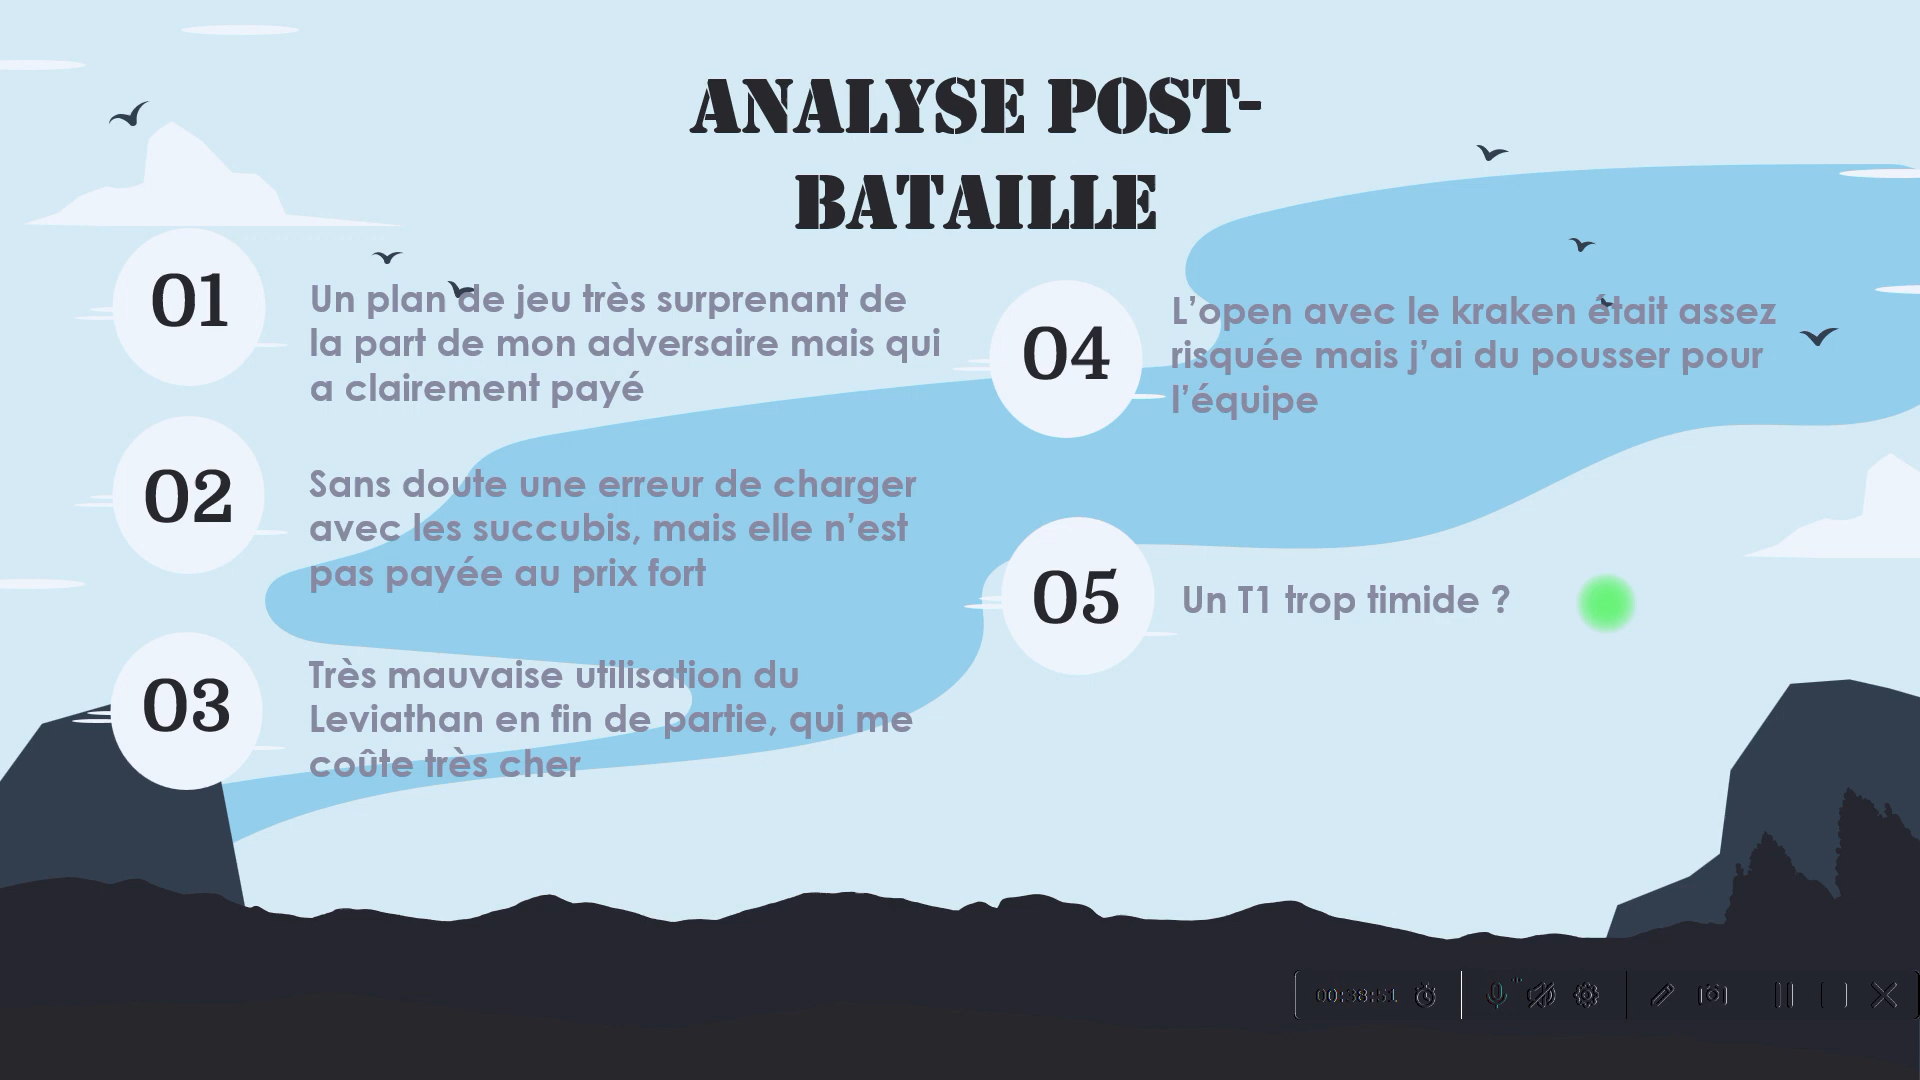 ANALYSE POST-
BATAILLE
01
Un plan de jeu très surprenant de
la part de mon adversaire mais qui
a clairement payé
02
Sans doute une erreur de charger
avec les succubis, mais elle n’est
pas payée au prix fort
03
Très mauvaise utilisation du
Leviathan en fin de partie, qui me
coûte très cher
04
L’open avec le kraken était assez
risquée mais j’ai du pousser pour
l’équipe
05
Un T1 trop timide ?
00:38:51